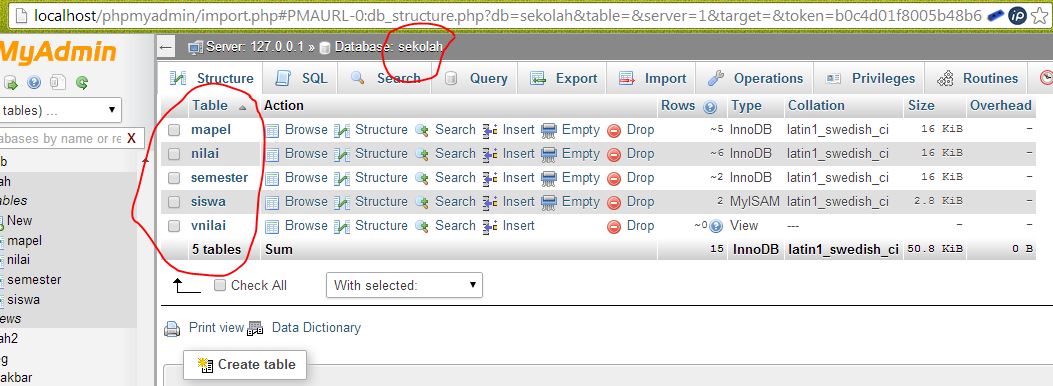 localhost/phpmyadmin/import.php#PMAURL-0:db_structure.php?db=sekolah&table=&server=1&target=&token=b0c4d01f8005b48b6
MyAdmin
Server: 127.0.0.1 » Database: sekolah
Structure SQL Search Query Export Import Operations Privileges Routines
tables) ...
abases by name or re X
b
ah
ables
New
mapel
nilai
semester
siswa
ews
ah2
g
akbar
Table Action Rows Type Collation Size Overhead
mapel Browse Structure Search Insert Empty Drop ~5 InnoDB latin1_swedish_ci 16 KiB -
nilai Browse Structure Search Insert Empty Drop ~6 InnoDB latin1_swedish_ci 16 KiB -
semester Browse Structure Search Insert Empty Drop ~2 InnoDB latin1_swedish_ci 16 KiB -
siswa Browse Structure Search Insert Empty Drop 2 MyISAM latin1_swedish_ci 2.8 KiB -
vnilai Browse Structure Search Insert Drop ~0 View --- - -
5 tables Sum 15 InnoDB latin1_swedish_ci 50.8 KiB 0 B
Check All With selected:
Print view Data Dictionary
Create table